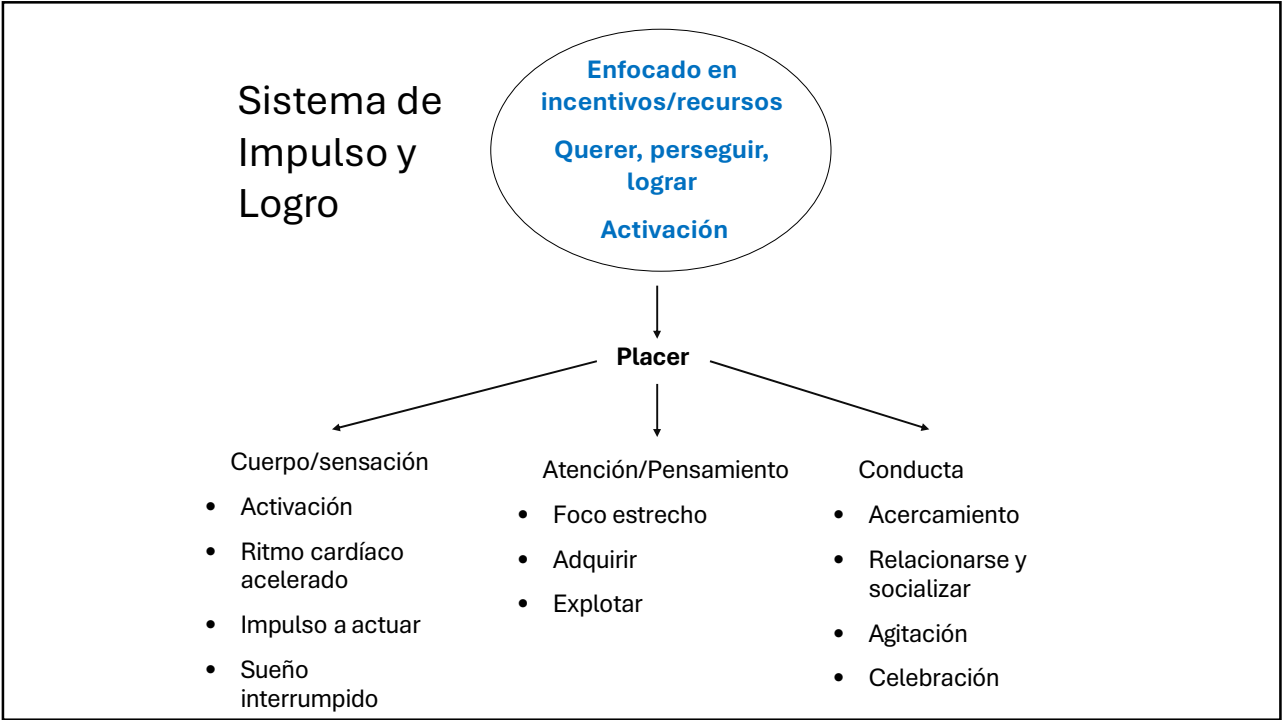 Sistema de
Impulso y
Logro
Enfocado en
incentivos/recursos
Querer, perseguir,
lograr
Activación
Placer
Cuerpo/sensación
• Activación
• Ritmo cardíaco
acelerado
• Impulso a actuar
• Sueño
interrumpido
Atención/Pensamiento
• Foco estrecho
• Adquirir
• Explotar
Conducta
• Acercamiento
• Relacionarse y
socializar
• Agitación
• Celebración